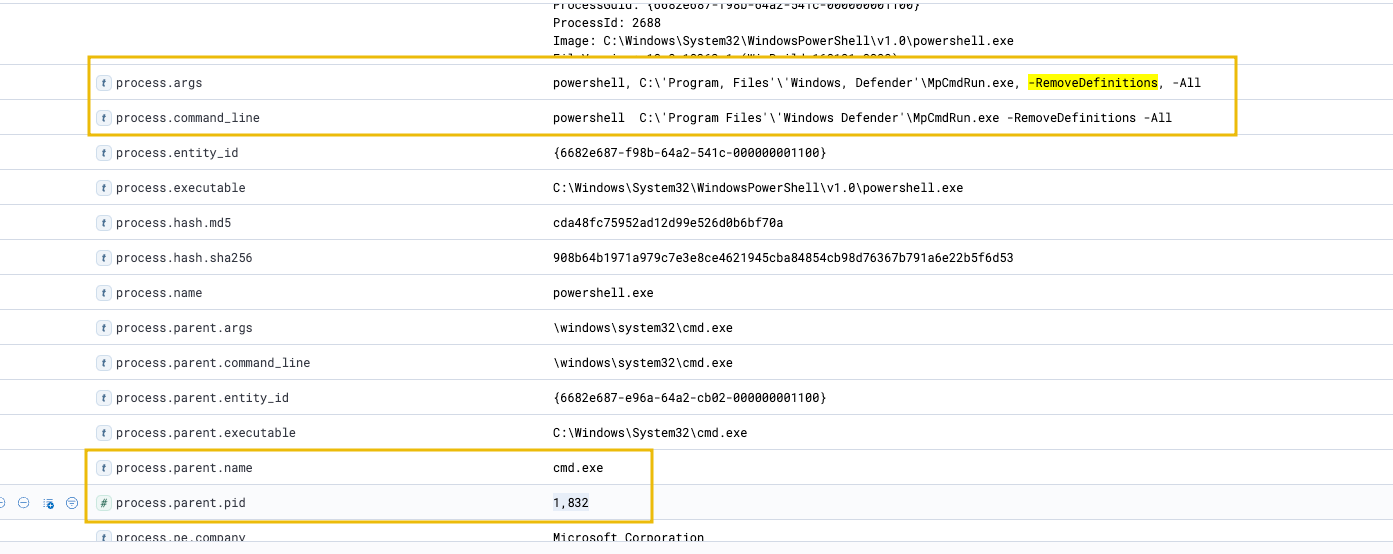 ProcessGuid: {6682e687-f98b-64a2-541c-000000001100}
ProcessId: 2688
Image: C:\Windows\System32\WindowsPowerShell\v1.0\powershell.exe
t process.args powershell, C:\'Program, Files'\'Windows, Defender'\MpCmdRun.exe, -RemoveDefinitions, -All
t process.command_line powershell  C:\'Program Files'\'Windows Defender'\MpCmdRun.exe -RemoveDefinitions -All
t process.entity_id {6682e687-f98b-64a2-541c-000000001100}
t process.executable C:\Windows\System32\WindowsPowerShell\v1.0\powershell.exe
t process.hash.md5 cda48fc75952ad12d99e526d0b6bf70a
t process.hash.sha256 908b64b1971a979c7e3e8ce4621945cba84854cb98d76367b791a6e22b5f6d53
t process.name powershell.exe
t process.parent.args \windows\system32\cmd.exe
t process.parent.command_line \windows\system32\cmd.exe
t process.parent.entity_id {6682e687-e96a-64a2-cb02-000000001100}
t process.parent.executable C:\Windows\System32\cmd.exe
t process.parent.name cmd.exe
# process.parent.pid 1,832
t process.pe.company Microsoft Corporation